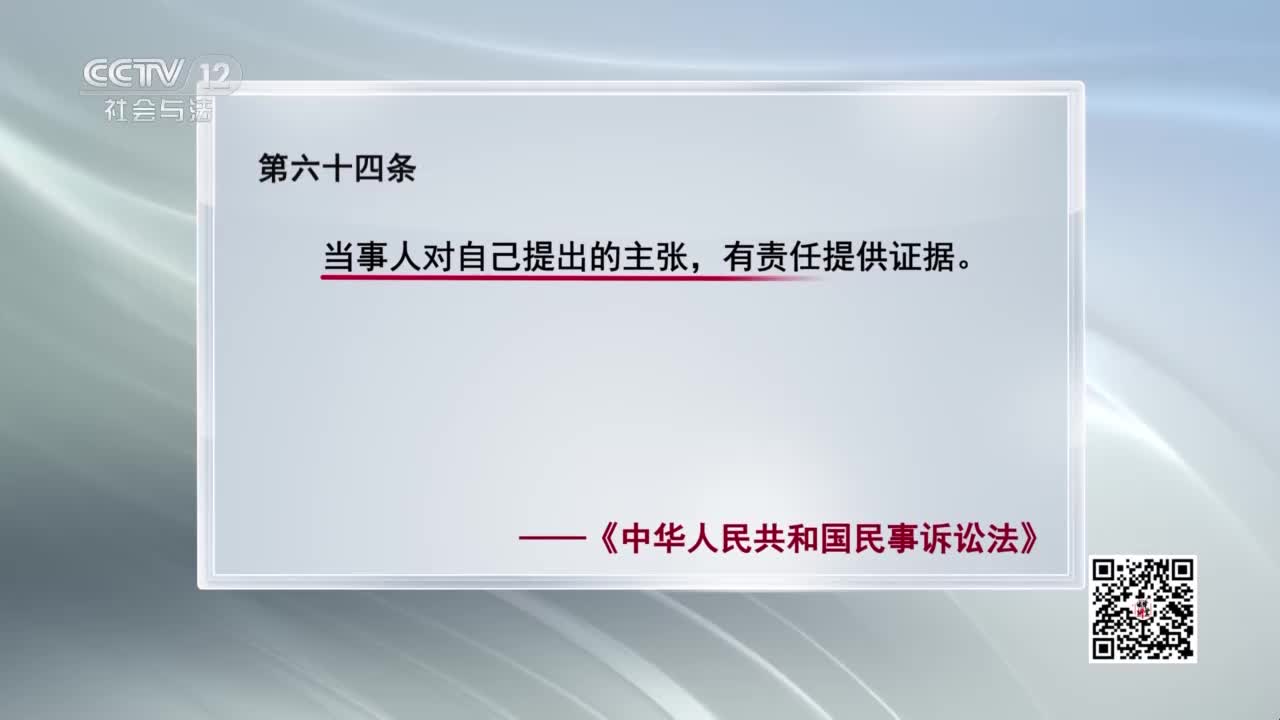 CCTV 12
社会与法
第六十四条
当事人对自己提出的主张，有责任提供证据。
——《中华人民共和国民事诉讼法》